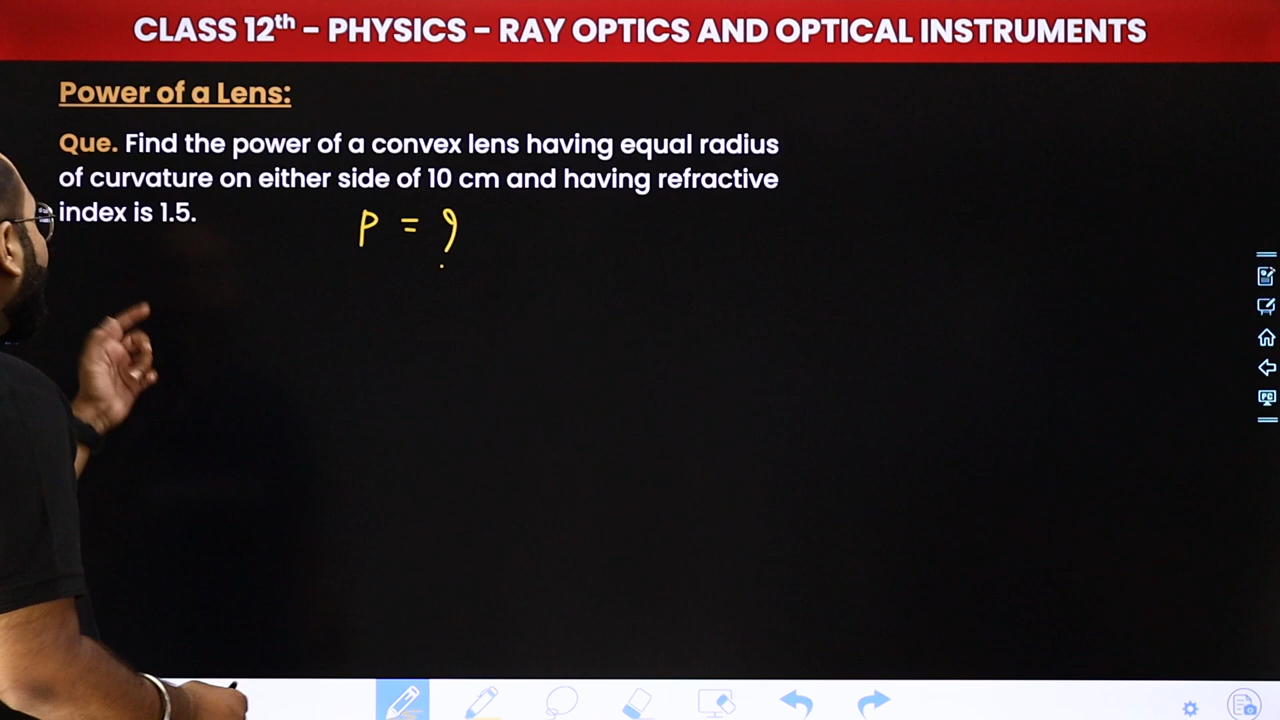 CLASS 12th – PHYSICS – RAY OPTICS AND OPTICAL INSTRUMENTS
Power of a Lens:
Que. Find the power of a convex lens having equal radius
of curvature on either side of 10 cm and having refractive
index is 1.5.
P = ?